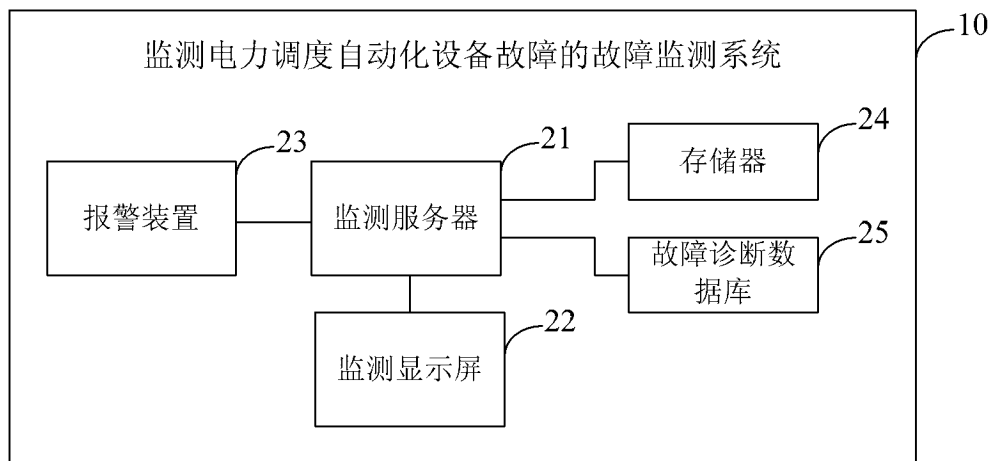 10
监测电力调度自动化设备故障的故障监测系统
23
21
24
报警装置
监测服务器
存储器
25
故障诊断数
据库
22
监测显示屏